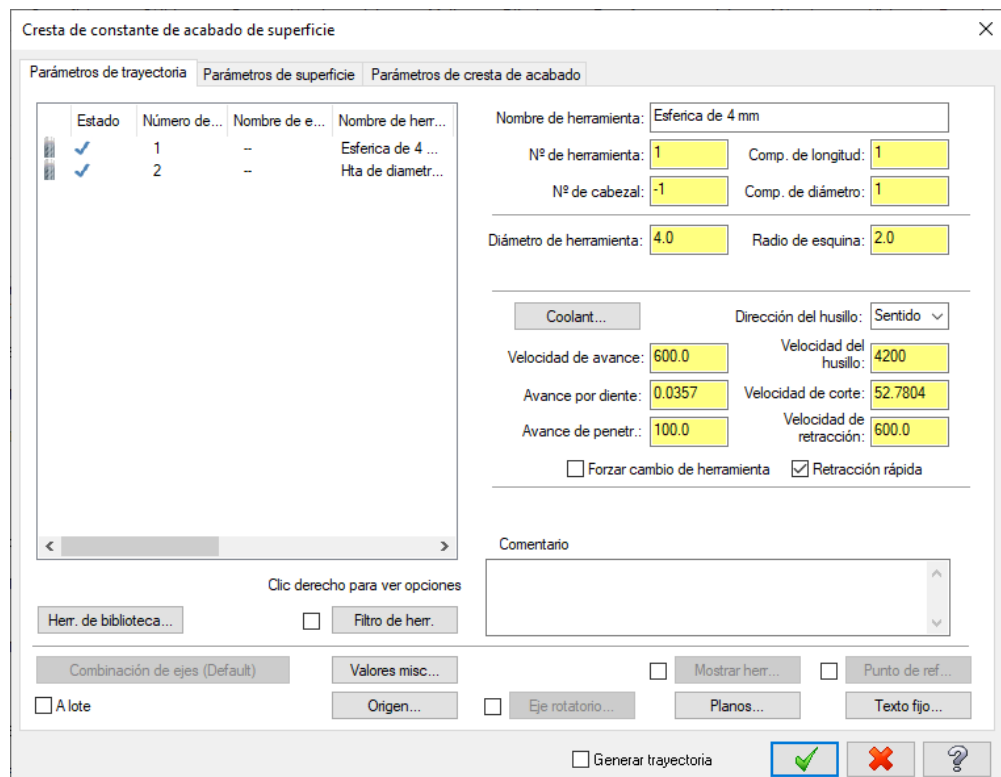 Cresta de constante de acabado de superficie
Parámetros de trayectoria Parámetros de superficie Parámetros de cresta de acabado
Estado Número de... Nombre de e... Nombre de herr...
1 -- Esferica de 4 ...
2 -- Hta de diametr...
Nombre de herramienta: Esferica de 4 mm
Nº de herramienta: 1 Comp. de longitud: 1
Nº de cabezal: -1 Comp. de diámetro: 1
Diámetro de herramienta: 4.0 Radio de esquina: 2.0
Coolant... Dirección del husillo: Sentido
Velocidad de avance: 600.0 Velocidad del husillo: 4200
Avance por diente: 0.0357 Velocidad de corte: 52.7804
Avance de penetr.: 100.0 Velocidad de retracción: 600.0
Forzar cambio de herramienta Retracción rápida
Comentario
Clic derecho para ver opciones
Herr. de biblioteca... Filtro de herr.
Combinación de ejes (Default) Valores misc... Mostrar herr... Punto de ref...
A lote Origen... Eje rotatorio... Planos... Texto fijo...
Generar trayectoria